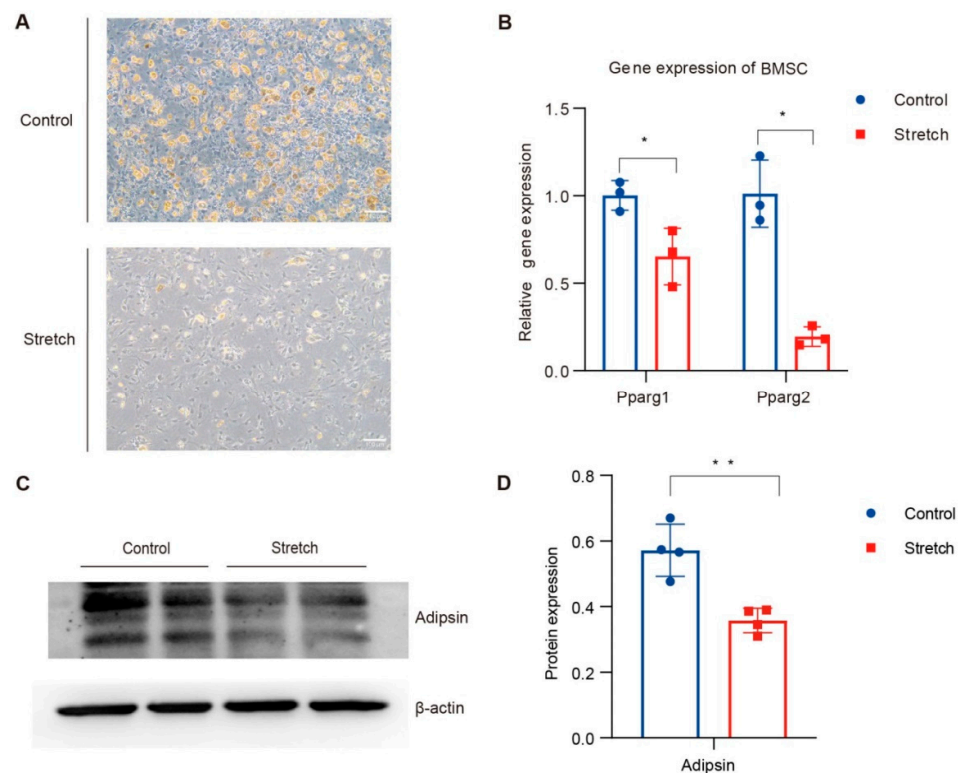 A
Control
Stretch
B
Gene expression of BMSC
Relative gene expression
1.5
1.0
0.5
0.0
*
*
Pparg1
Pparg2
Control
Stretch
C
Control
Stretch
Adipsin
β-actin
D
Protein expression
0.8
0.6
0.4
0.2
0.0
* *
Adipsin
Control
Stretch